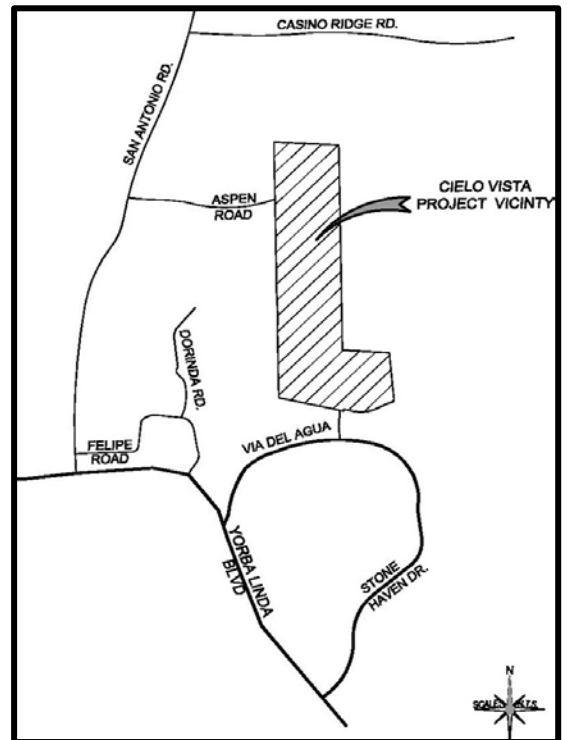 CASINO RIDGE RD.
SAN ANTONIO RD.
ASPEN
ROAD
CIELO VISTA
PROJECT VICINTY
DORINDA RD.
FELIPE
ROAD
VIA DEL AGUA
YORBA LINDA
BLVD
STONE
HAVEN DR.
N
SCALE: N.T.S.